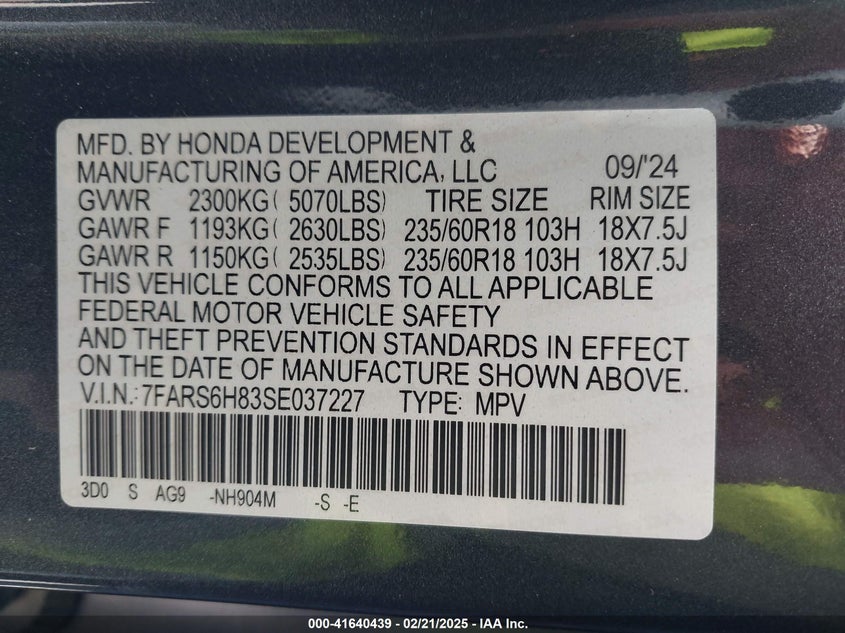 MFD. BY HONDA DEVELOPMENT &
MANUFACTURING OF AMERICA, LLC 09/'24
GVWR 2300KG( 5070LBS) TIRE SIZE RIM SIZE
GAWR F 1193KG( 2630LBS) 235/60R18 103H 18X7.5J
GAWR R 1150KG( 2535LBS) 235/60R18 103H 18X7.5J
THIS VEHICLE CONFORMS TO ALL APPLICABLE
FEDERAL MOTOR VEHICLE SAFETY
AND THEFT PREVENTION STANDARDS IN EFFECT
ON THE DATE OF MANUFACTURE SHOWN ABOVE.
V.I.N.:7FARS6H83SE037227 TYPE: MPV
3D0 S AG9 -NH904M -S -E
000-41640439 - 02/21/2025 - IAA Inc.